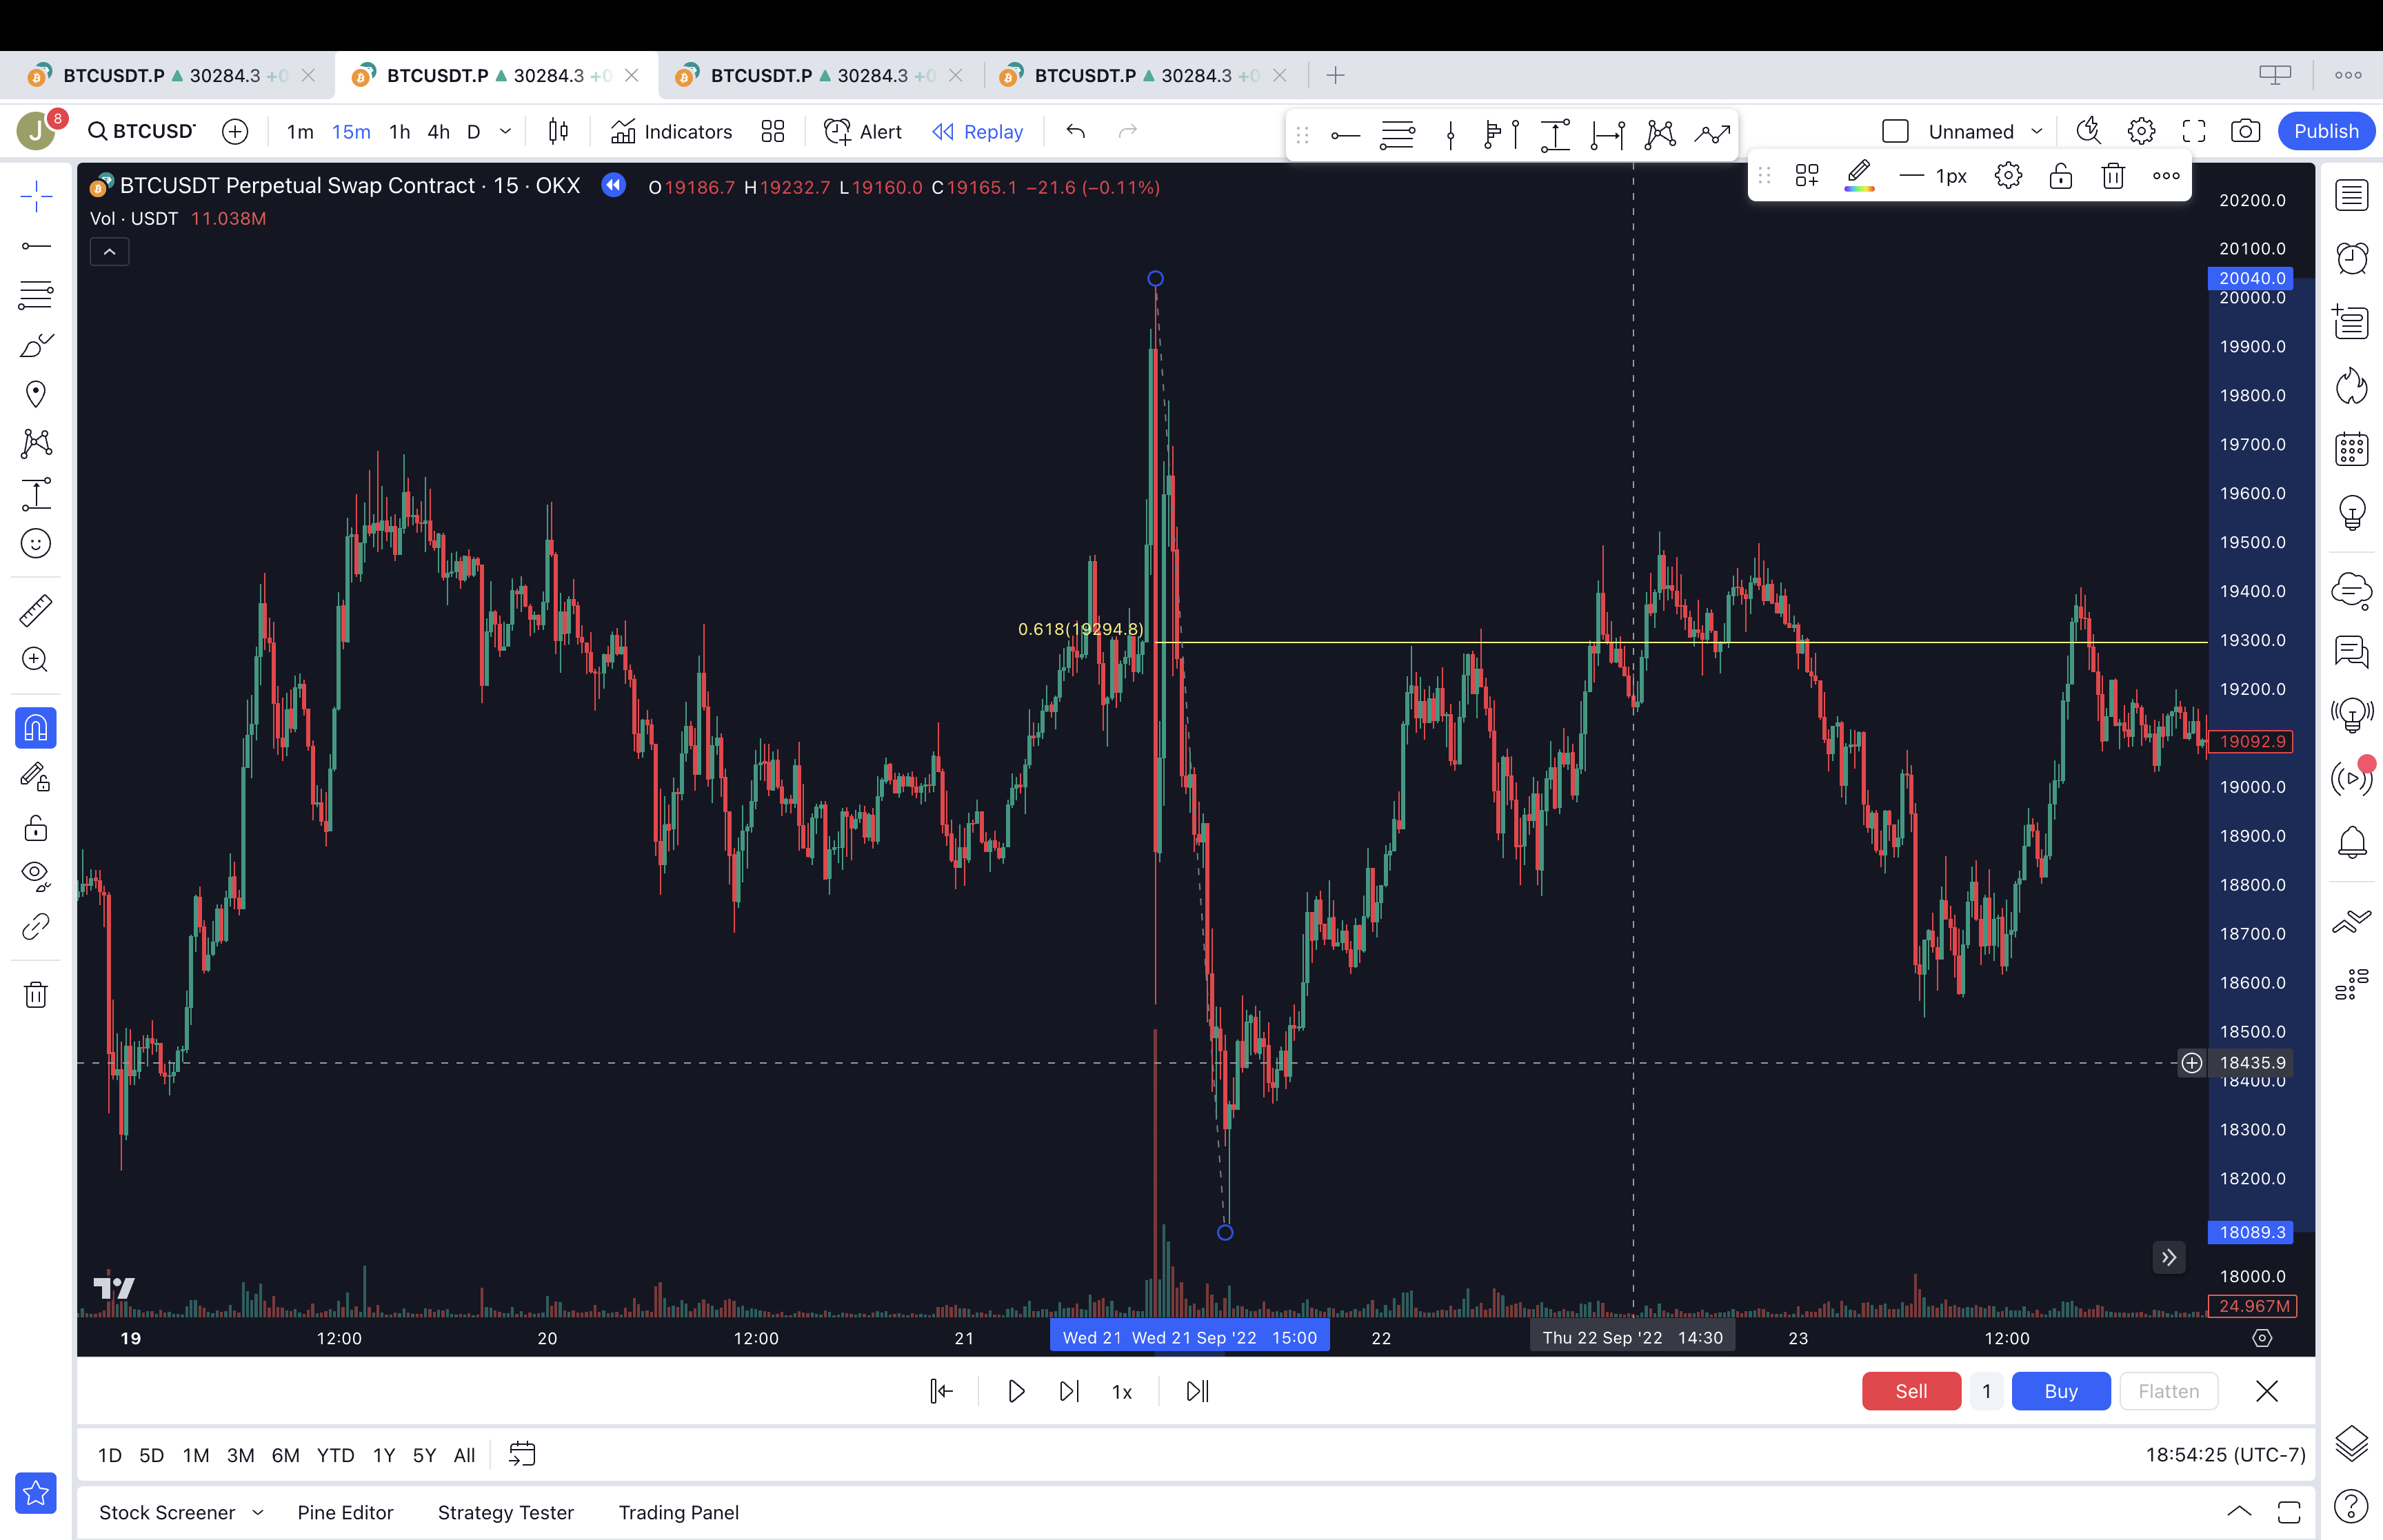 BTCUSDT.P 30284.3 +0 BTCUSDT.P 30284.3 +0 BTCUSDT.P 30284.3 +0 BTCUSDT.P 30284.3 +0
J 8 BTCUSD 1m 15m 1h 4h D Indicators Alert Replay Unnamed Publish
1px
BTCUSDT Perpetual Swap Contract · 15 · OKX O19186.7 H19232.7 L19160.0 C19165.1 −21.6 (−0.11%)
Vol · USDT 11.038M
20200.0
20100.0
20040.0
20000.0
19900.0
19800.0
19700.0
19600.0
19500.0
19400.0
0.618(19294.8)
19300.0
19200.0
19092.9
19000.0
18900.0
18800.0
18700.0
18600.0
18500.0
18435.9
18400.0
18300.0
18200.0
18089.3
18000.0
24.967M
19 12:00 20 12:00 21 Wed 21 Wed 21 Sep '22 15:00 22 Thu 22 Sep '22 14:30 23 12:00
1x Sell 1 Buy Flatten
1D 5D 1M 3M 6M YTD 1Y 5Y All 18:54:25 (UTC-7)
Stock Screener Pine Editor Strategy Tester Trading Panel